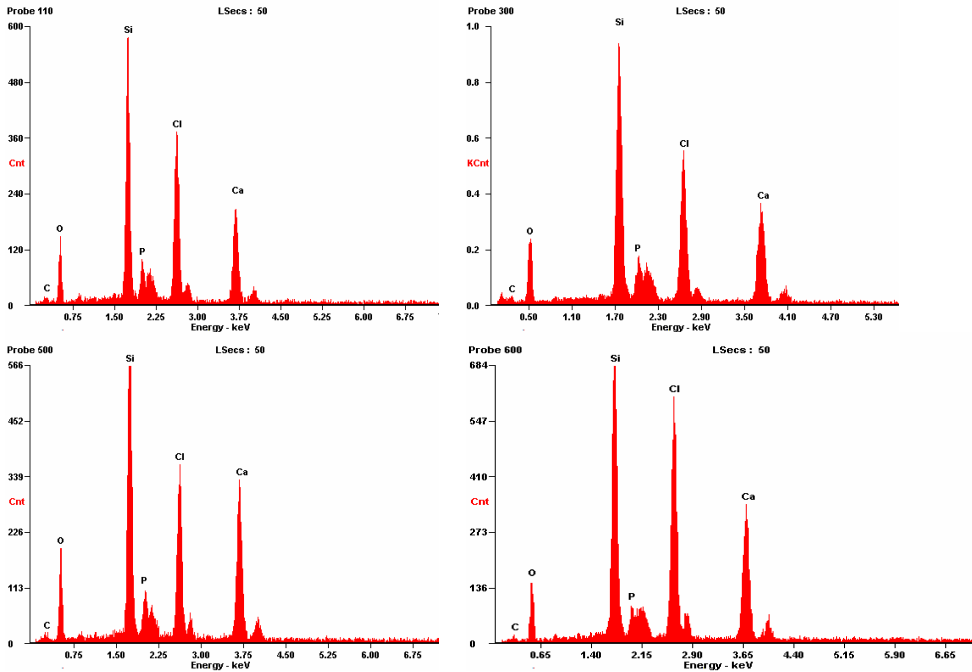 Probe 110 LSecs : 50
600
Si
480
Cl
360
Cnt
240
Ca
O
120
P
C
0
0.75 1.50 2.25 3.00 3.75 4.50 5.25 6.00 6.75
Energy - keV
Probe 300 LSecs : 50
1.0
Si
0.8
0.6
Cl
KCnt
0.4
Ca
O
0.2
P
C
0.0
0.50 1.10 1.70 2.30 2.90 3.50 4.10 4.70 5.30
Energy - keV
Probe 500 LSecs : 50
Si
566
452
Cl
339
Ca
Cnt
226
O
113
P
C
0
0.75 1.50 2.25 3.00 3.75 4.50 5.25 6.00 6.75
Energy - keV
Probe 600 LSecs : 50
Si
684
Cl
547
410
Ca
Cnt
273
O
136
P
C
0
0.65 1.40 2.15 2.90 3.65 4.40 5.15 5.90 6.65
Energy - keV